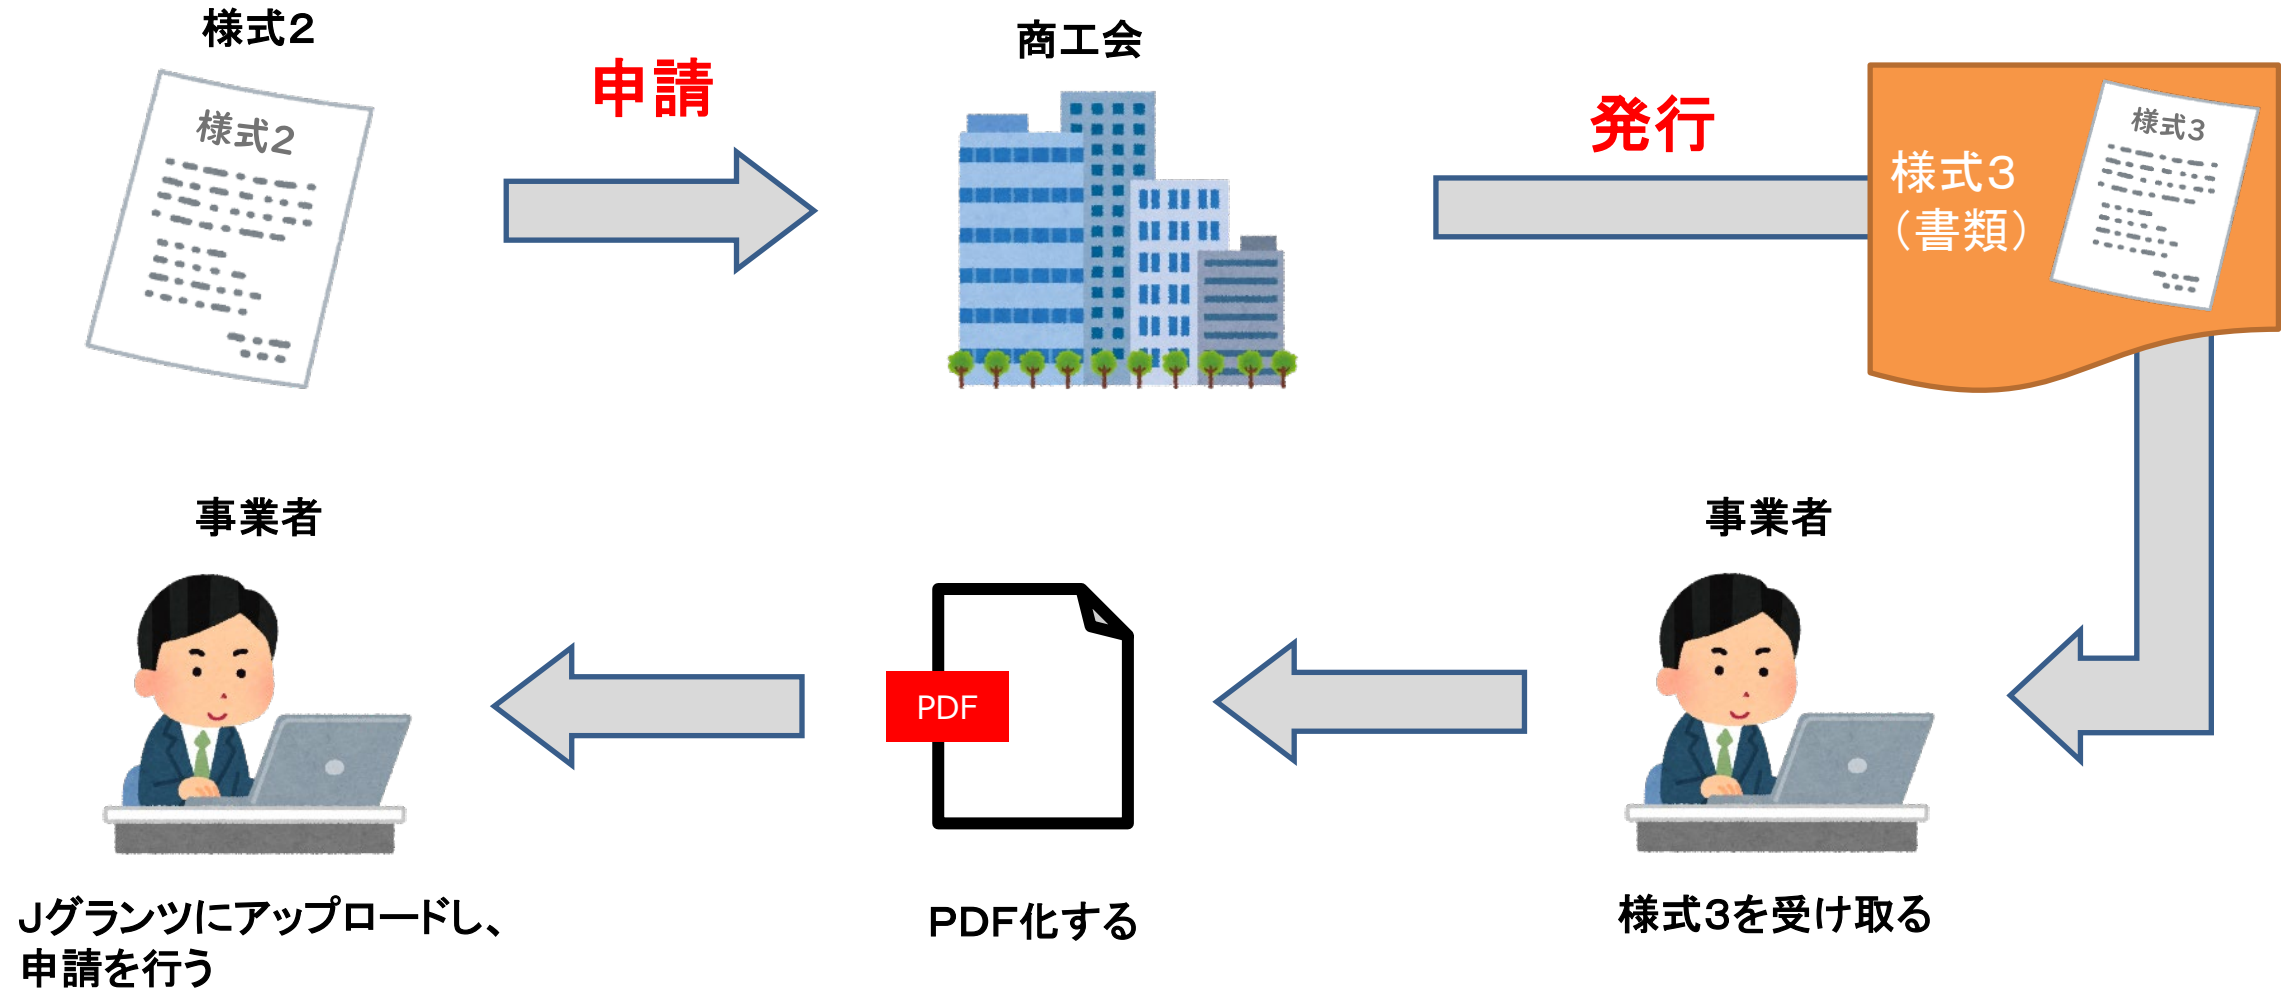 様式２
商工会
申請
発行
様式2
様式3
様式３
（書類）
事業者
事業者
PDF
Ｊグランツにアップロードし、
申請を行う
ＰＤＦ化する
様式３を受け取る